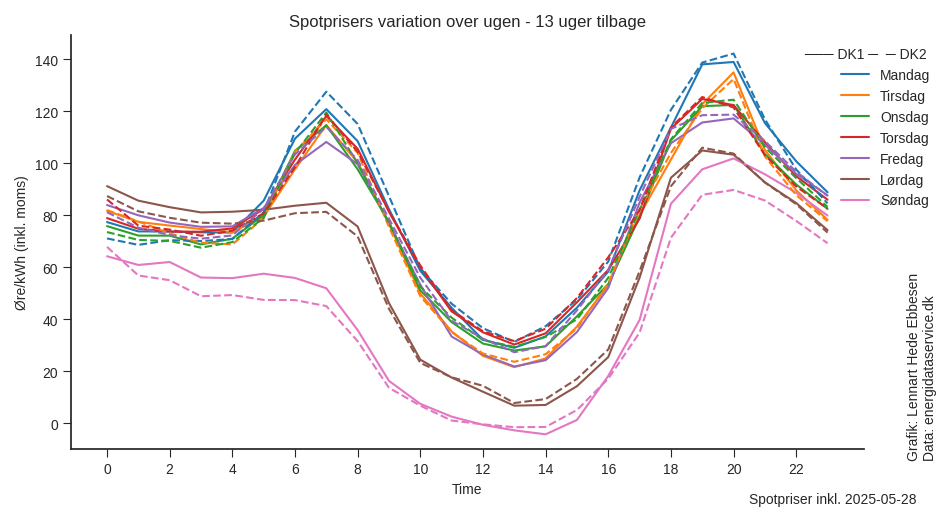 Spotprisers variation over ugen - 13 uger tilbage
DK1
DK2
Mandag
Tirsdag
Onsdag
Torsdag
Fredag
Lørdag
Søndag
Øre/kWh (inkl. moms)
140
120
100
80
60
40
20
0
0 2 4 6 8 10 12 14 16 18 20 22
Time
Grafik: Lennart Hede Ebbesen
Data: energidataservice.dk
Spotpriser inkl. 2025-05-28